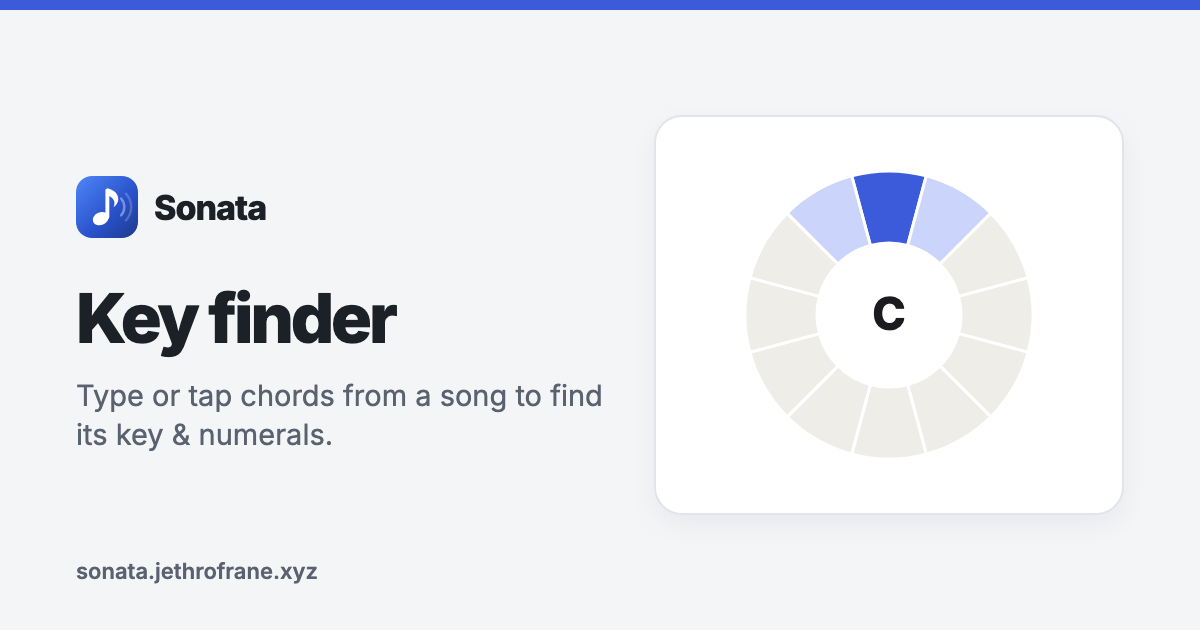 Sonata
Key finder
Type or tap chords from a song to find
its key & numerals.
sonata.jethrofrane.xyz
C